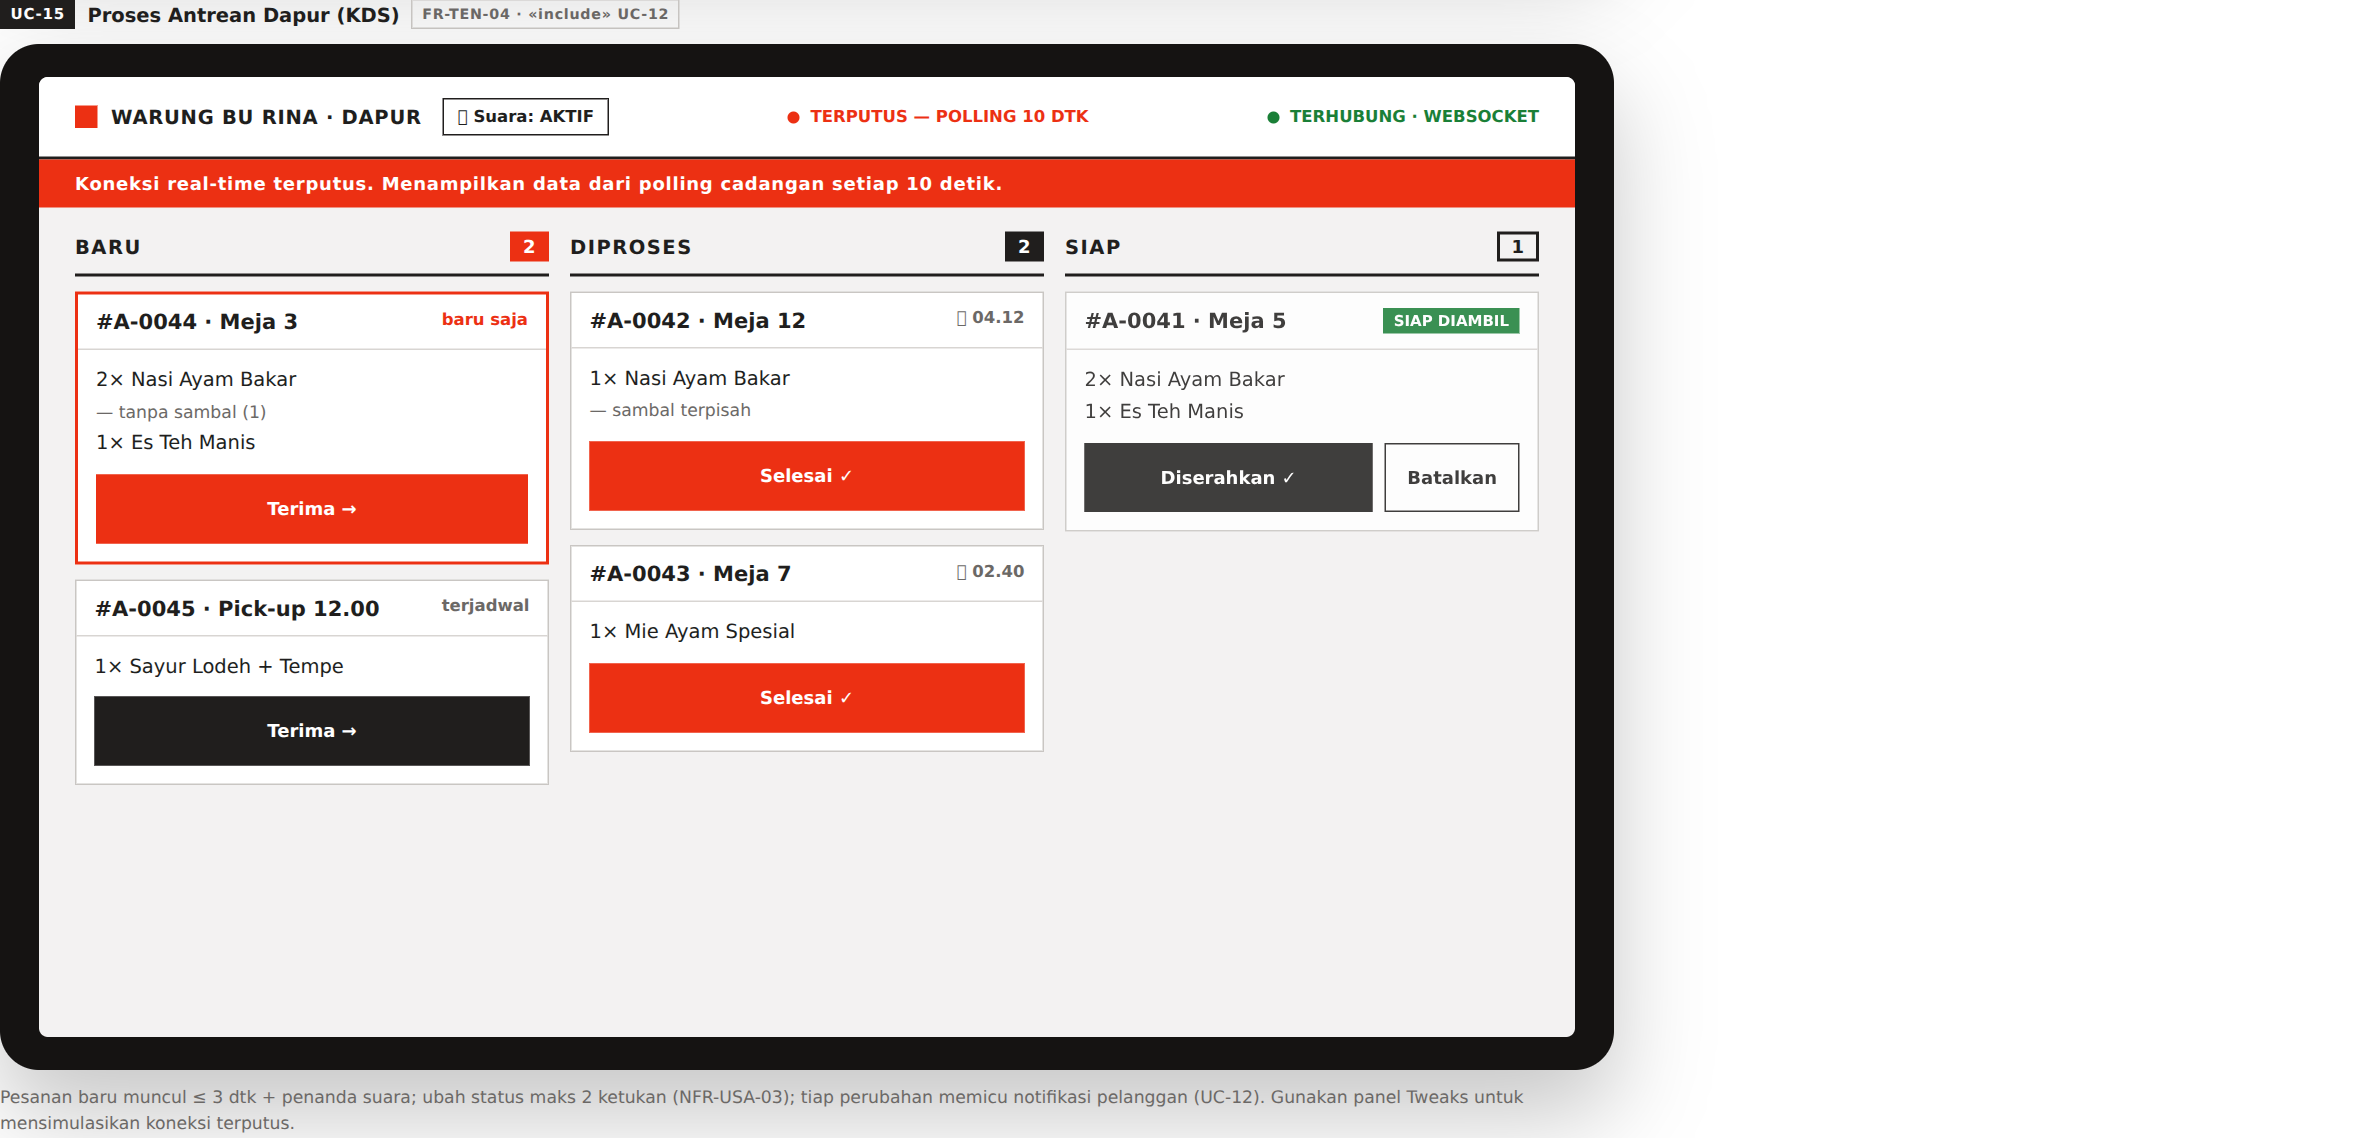 UC-15 Proses Antrean Dapur (KDS) FR-TEN-04 · «include» UC-12
WARUNG BU RINA · DAPUR
Suara: AKTIF
● TERPUTUS — POLLING 10 DTK
● TERHUBUNG · WEBSOCKET
Koneksi real-time terputus. Menampilkan data dari polling cadangan setiap 10 detik.
BARU 2
#A-0044 · Meja 3 baru saja
2× Nasi Ayam Bakar
— tanpa sambal (1)
1× Es Teh Manis
Terima →
#A-0045 · Pick-up 12.00 terjadwal
1× Sayur Lodeh + Tempe
Terima →
DIPROSES 2
#A-0042 · Meja 12 04.12
1× Nasi Ayam Bakar
— sambal terpisah
Selesai ✓
#A-0043 · Meja 7 02.40
1× Mie Ayam Spesial
Selesai ✓
SIAP 1
#A-0041 · Meja 5 SIAP DIAMBIL
2× Nasi Ayam Bakar
1× Es Teh Manis
Diserahkan ✓
Batalkan
Pesanan baru muncul ≤ 3 dtk + penanda suara; ubah status maks 2 ketukan (NFR-USA-03); tiap perubahan memicu notifikasi pelanggan (UC-12). Gunakan panel Tweaks untuk
mensimulasikan koneksi terputus.